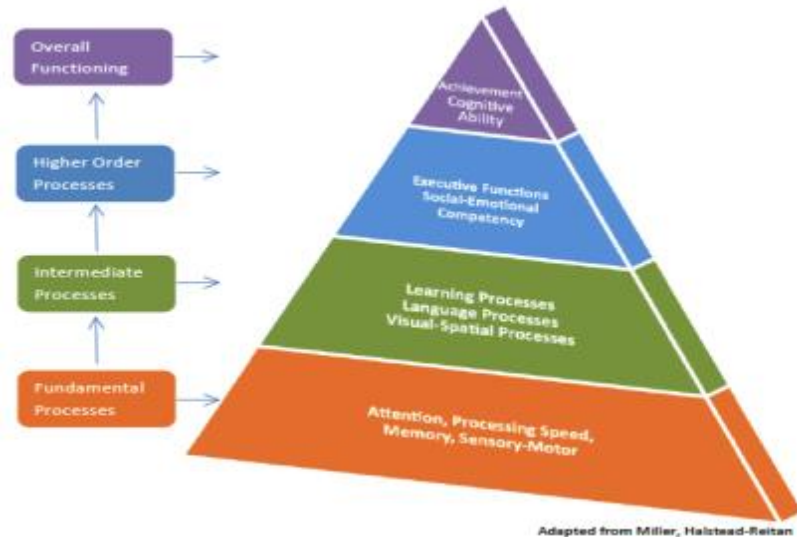 Overall
Functioning
Higher Order
Processes
Intermediate
Processes
Fundamental
Processes
Achievement
Cognitive
Ability
Executive Functions
Social-Emotional
Competency
Learning Processes
Language Processes
Visual-Spatial Processes
Attention, Processing Speed,
Memory, Sensory-Motor
Adapted from Miller, Halstead-Reitan